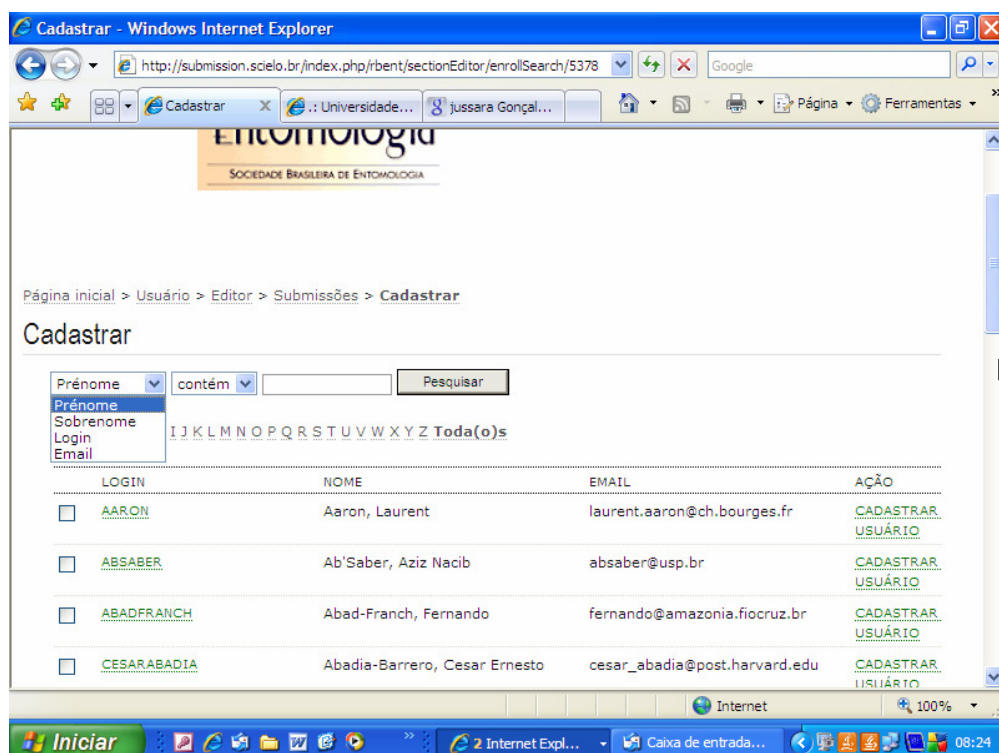 Cadastrar - Windows Internet Explorer
http://submission.scielo.br/index.php/rbent/sectionEditor/enrollSearch/5378
Google
Cadastrar X
.: Universidade...
jussara Gonçal...
Página
Ferramentas
»
Entomologia
SOCIEDADE BRASILEIRA DE ENTOMOLOGIA
Página inicial > Usuário > Editor > Submissões > Cadastrar
Cadastrar
Prénome contém Pesquisar
Prénome
Sobrenome
Login
Email
I J K L M N O P Q R S T U V W X Y Z Toda(o)s
LOGIN NOME EMAIL AÇÃO
AARON Aaron, Laurent laurent.aaron@ch.bourges.fr CADASTRAR
USUÁRIO
ABSABER Ab'Saber, Aziz Nacib absaber@usp.br CADASTRAR
USUÁRIO
ABADFRANCH Abad-Franch, Fernando fernando@amazonia.fiocruz.br CADASTRAR
USUÁRIO
CESARABADIA Abadia-Barrero, Cesar Ernesto cesar_abadia@post.harvard.edu CADASTRAR
USUÁRIO
Internet 100%
Iniciar » 2 Internet Expl... Caixa de entrada... 08:24